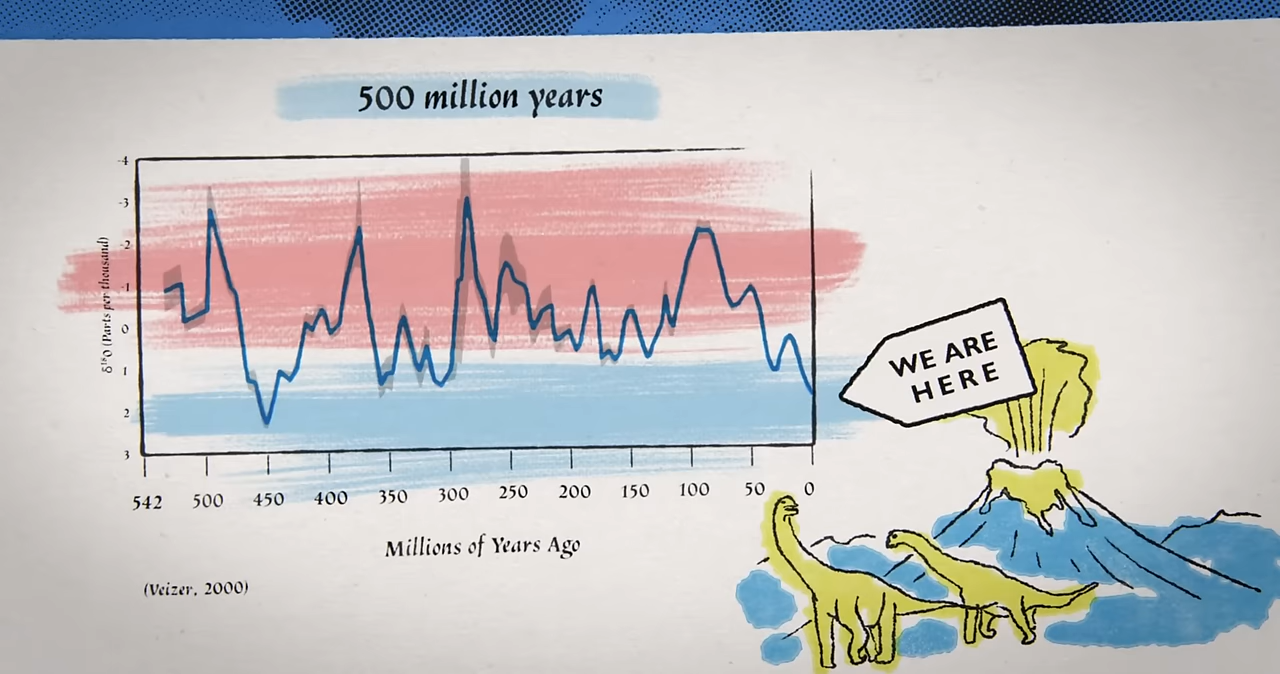 500 million years
-4
-3
-2
-1
0
1
2
3
δ¹⁸O (Parts per thousand)
542 500 450 400 350 300 250 200 150 100 50 0
Millions of Years Ago
(Veizer, 2000)
WE ARE
HERE